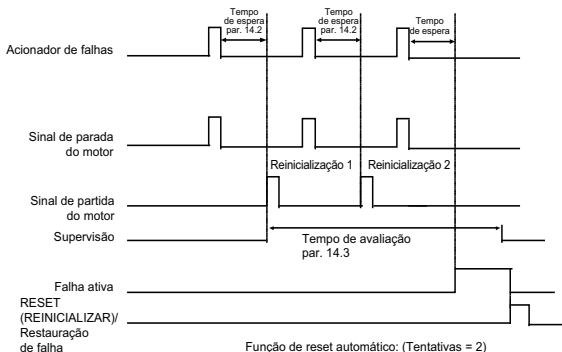 Tempo
de espera
par. 14.2
Tempo
de espera
par. 14.2
Tempo
de espera
Acionador de falhas
Sinal de parada
do motor
Reinicialização 1
Reinicialização 2
Sinal de partida
do motor
Supervisão
Tempo de avaliação
par. 14.3
Falha ativa
RESET
(REINICIALIZAR)/
Restauração
de falha
Função de reset automático: (Tentativas = 2)